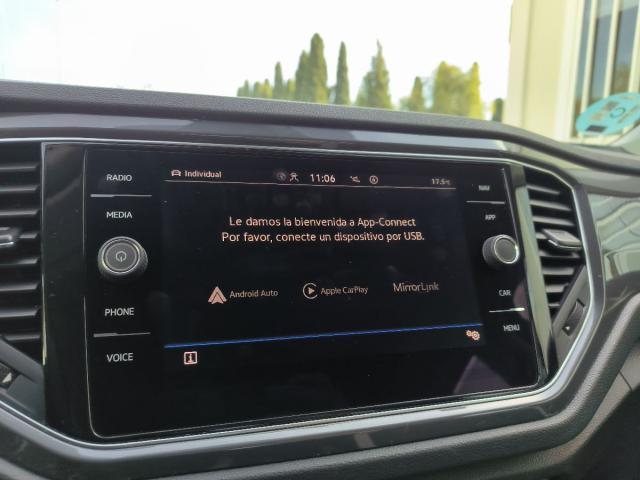 RADIO
MEDIA
PHONE
VOICE
Individual
11:06
17.5°C
Le damos la bienvenida a App-Connect
Por favor, conecte un dispositivo por USB.
Android Auto
Apple CarPlay
MirrorLink
NAV
APP
CAR
MENU